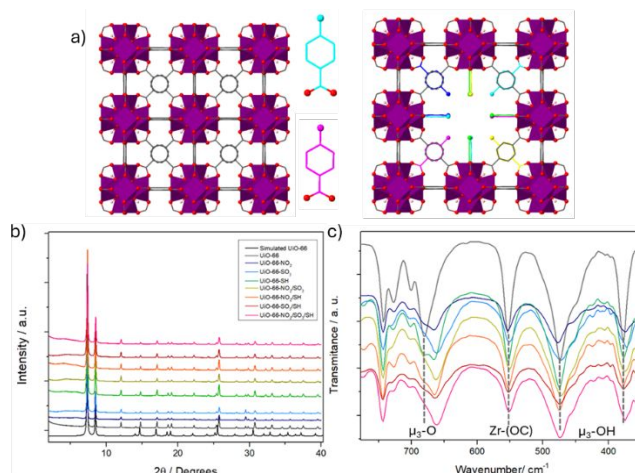 a)
b)
Intensity / a.u.
Simulated UiO-66
UiO-66
UiO-66-NO2
UiO-66-SO3
UiO-66-SH
UiO-66-NO2/SO3
UiO-66-NO2/SH
UiO-66-SO3/SH
UiO-66-NO2/SO3/SH
10 20 30 40
2θ / Degrees
c)
Transmitance / a.u.
μ3-O Zr-(OC) μ3-OH
700 600 500 400
Wavenumber/ cm-1